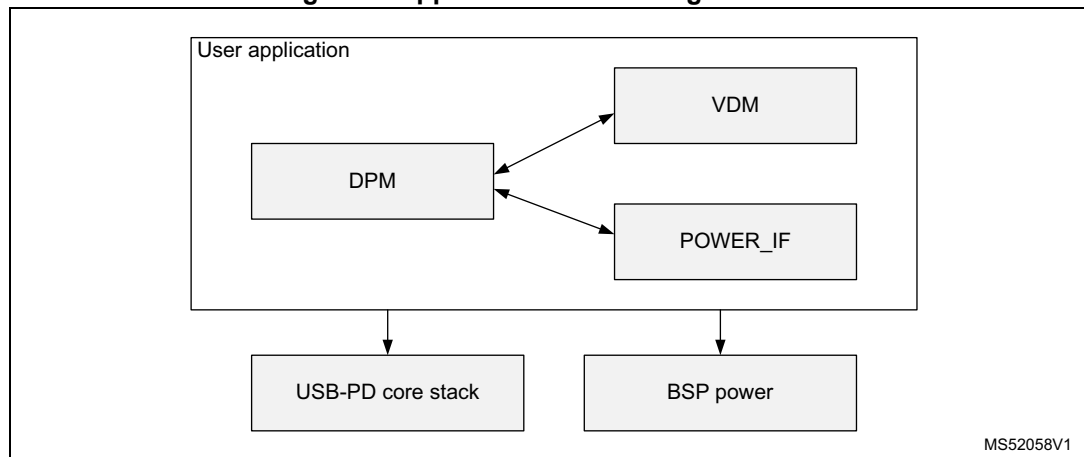 User application
VDM
DPM
POWER_IF
USB-PD core stack
BSP power
MS52058V1